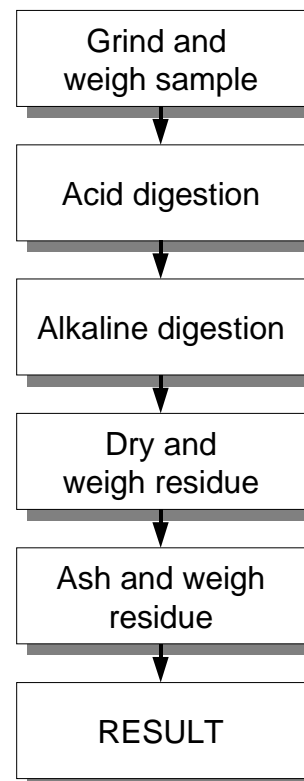 Grind and
weigh sample
Acid digestion
Alkaline digestion
Dry and
weigh residue
Ash and weigh
residue
RESULT